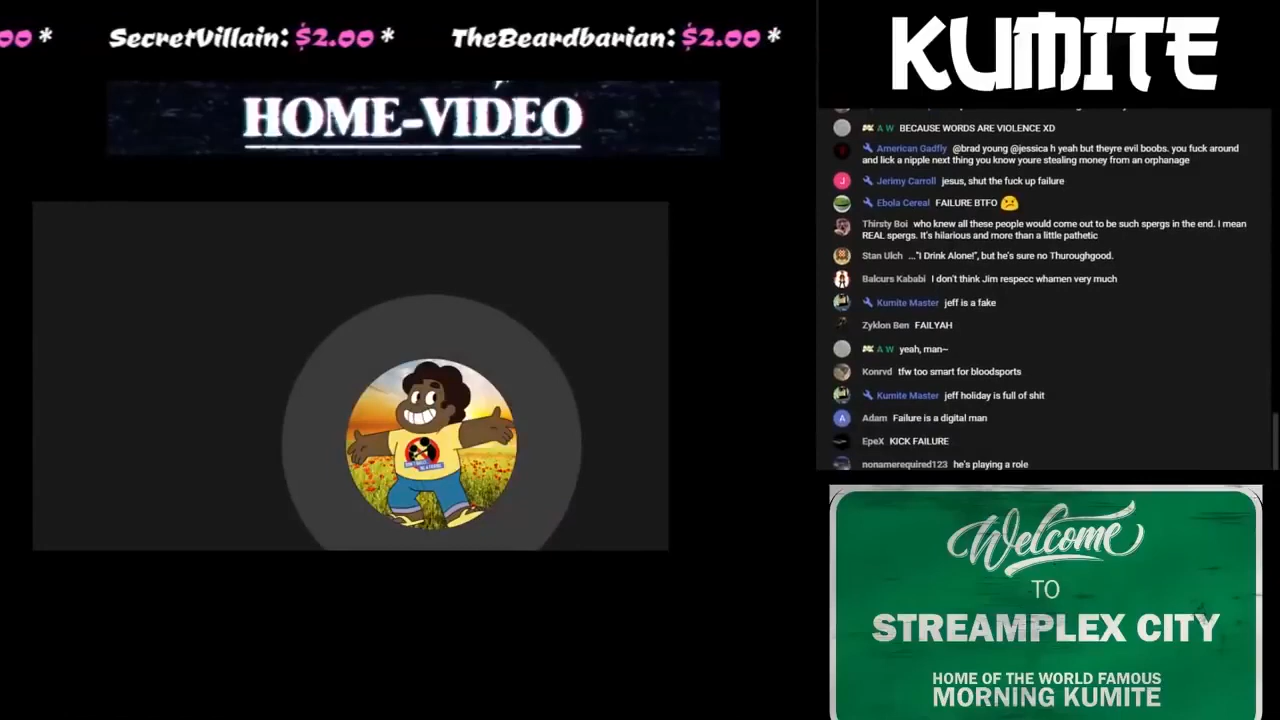 00 * SecretVillain: $2.00 * TheBeardbarian: $2.00 *
HOME-VIDEO
KUMITE
A W BECAUSE WORDS ARE VIOLENCE XD
American Gadfly @brad young @jessica h yeah but theyre evil boobs. you fuck around
and lick a nipple next thing you know youre stealing money from an orphanage
J Jerimy Carroll jesus, shut the fuck up failure
Ebola Cereal FAILURE BTFO
Thirsty Boi who knew all these people would come out to be such spergs in the end. I mean
REAL spergs. It's hilarious and more than a little pathetic
Stan Ulch ..."I Drink Alone!", but he's sure no Thuroughgood.
Balcurs Kababi I don't think Jim respecc whamen very much
Kumite Master jeff is a fake
Zyklon Ben FAILYAH
A W yeah, man~
Konrvd tfw too smart for bloodsports
Kumite Master jeff holiday is full of shit
A Adam Failure is a digital man
EpeX KICK FAILURE
nonamerequired123 he's playing a role
Welcome
TO
STREAMPLEX CITY
HOME OF THE WORLD FAMOUS
MORNING KUMITE